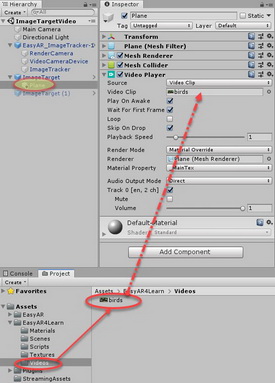 Hierarchy
Create
All
ImageTargetVideo
Main Camera
Directional Light
EasyAR_ImageTracker-1
RenderCamera
VideoCameraDevice
ImageTracker
ImageTarget
Plane
ImageTarget (1)
Inspector
Plane
Static
Tag Untagged
Layer Default
Transform
Plane (Mesh Filter)
Mesh Renderer
Mesh Collider
Video Player
Source Video Clip
Video Clip birds
Play On Awake
Wait For First Frame
Loop
Skip On Drop
Playback Speed 1
Render Mode Material Override
Renderer Plane (Mesh Renderer)
Material Property _MainTex
Audio Output Mode Direct
Track 0 [en, 2 ch]
Mute
Volume 1
Default-Material
Shader Standard
Add Component
Console
Project
Create
Favorites
Assets
EasyAR
EasyAR4Learn
Materials
Scenes
Scripts
Textures
Videos
Plugins
StreamingAssets
Assets EasyAR4Learn Videos
birds